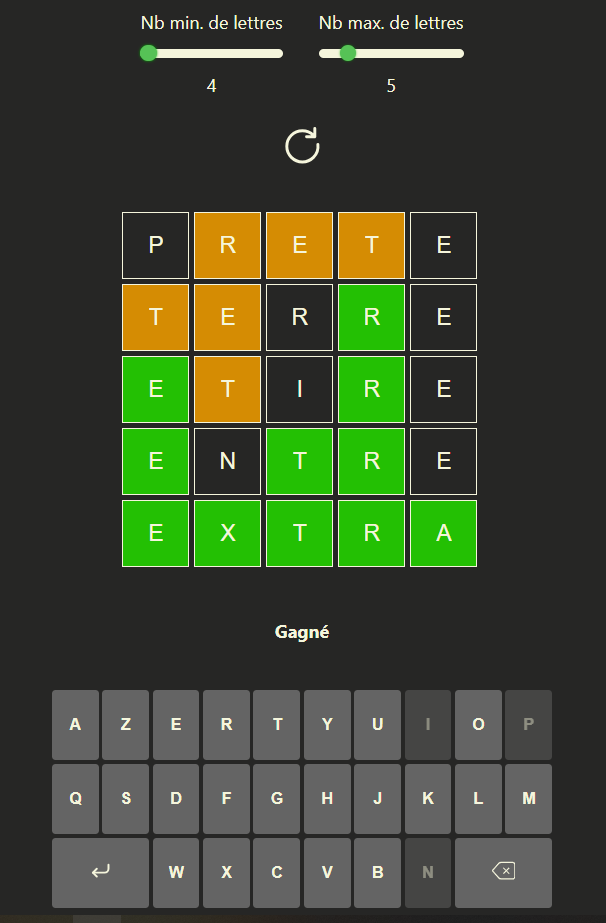 Nb min. de lettres Nb max. de lettres
4 5
P R E T E
T E R R E
E T I R E
E N T R E
E X T R A
Gagné
A Z E R T Y U I O P
Q S D F G H J K L M
W X C V B N